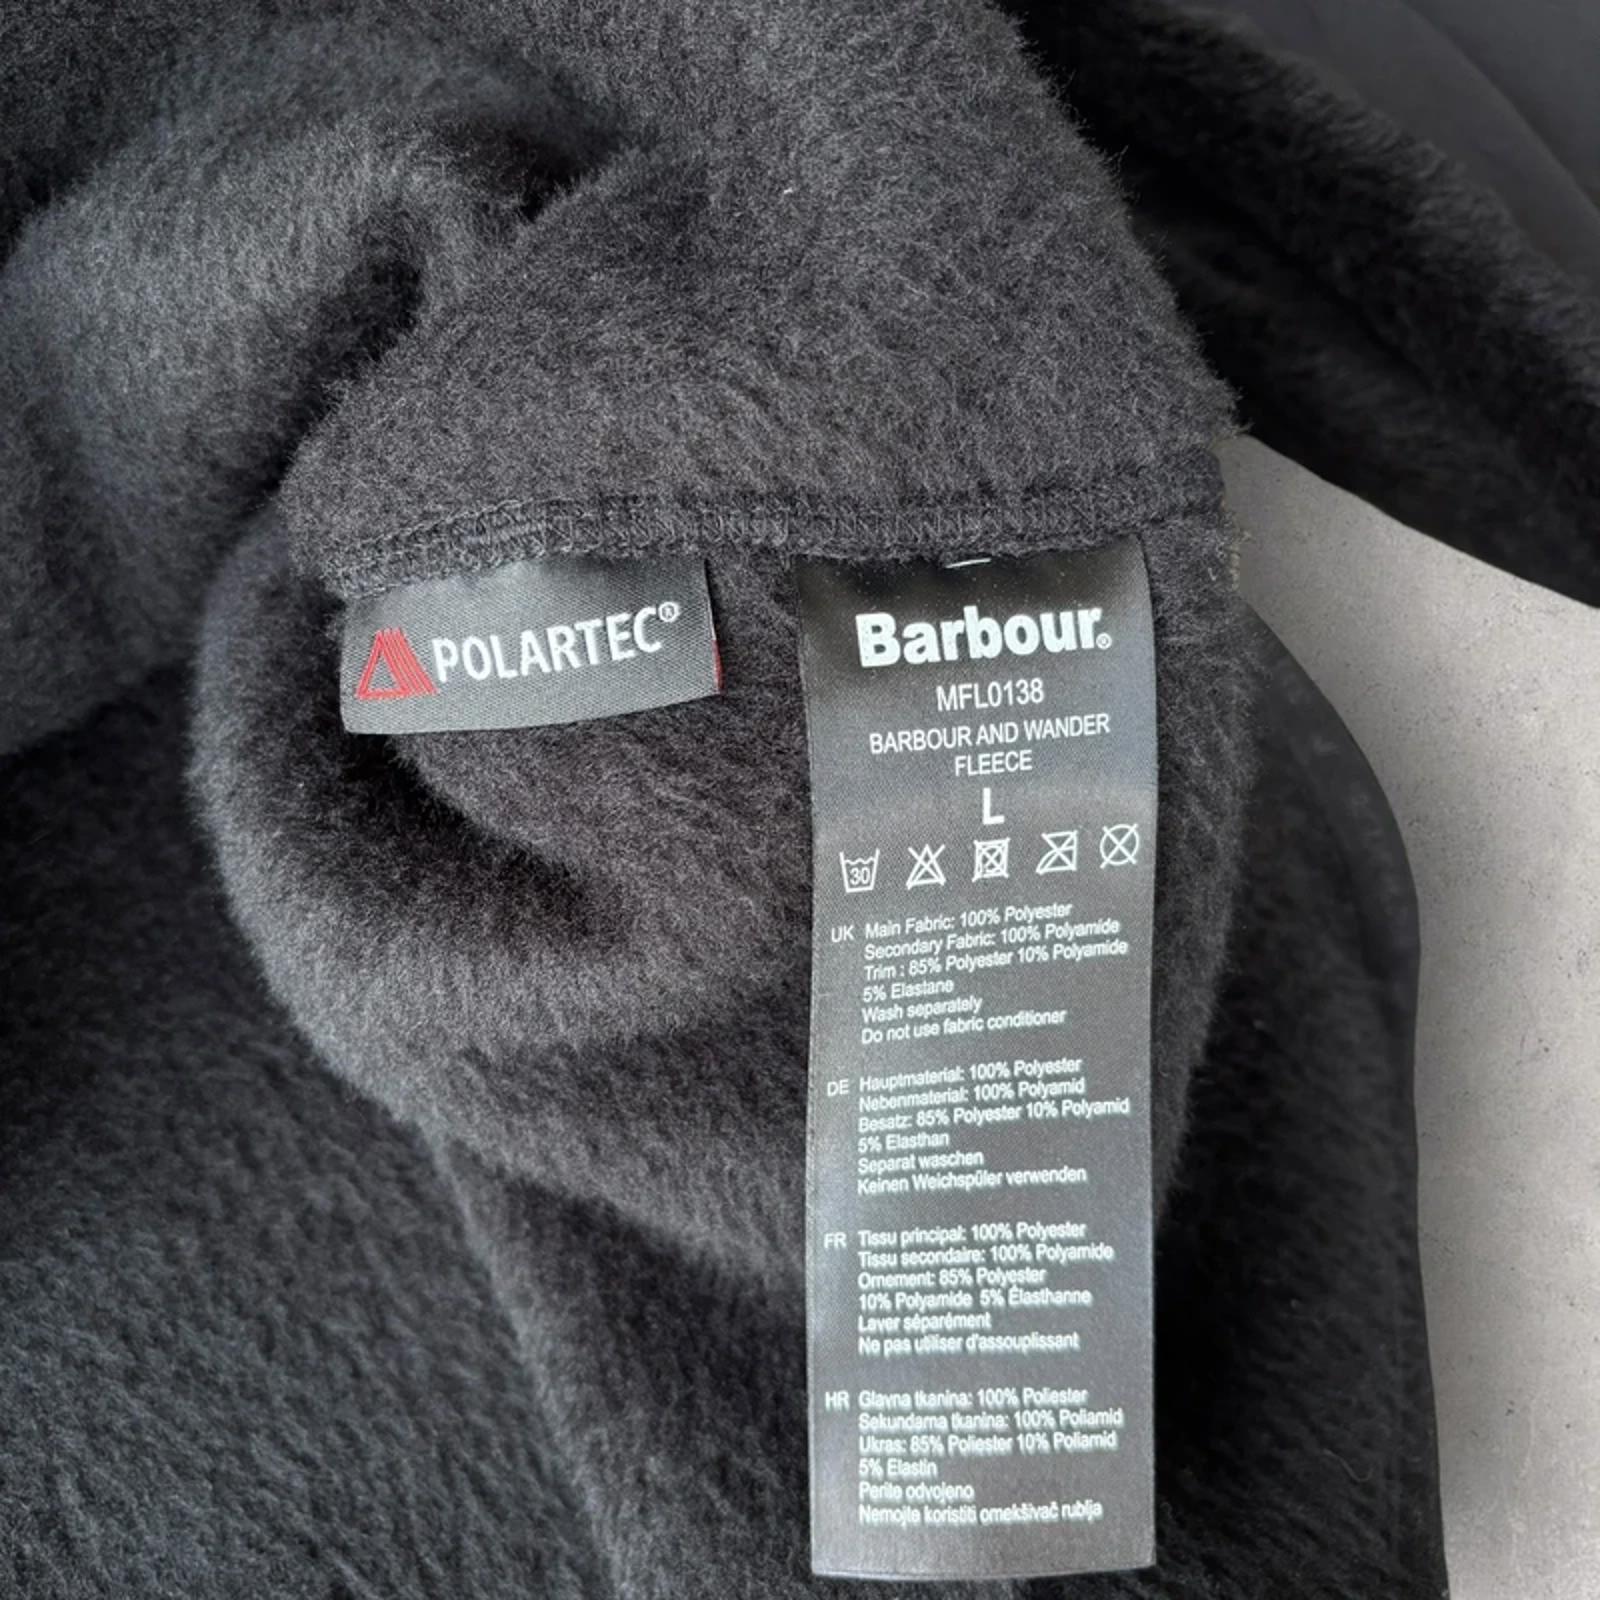 POLARTEC®
Barbour®
MFL0138
BARBOUR AND WANDER
FLEECE
L
30
UK Main Fabric: 100% Polyester
Secondary Fabric: 100% Polyamide
Trim : 85% Polyester 10% Polyamide
5% Elastane
Wash separately
Do not use fabric conditioner
DE Hauptmaterial: 100% Polyester
Nebenmaterial: 100% Polyamid
Besatz: 85% Polyester 10% Polyamid
5% Elasthan
Separat waschen
Keinen Weichspüler verwenden
FR Tissu principal: 100% Polyester
Tissu secondaire: 100% Polyamide
Ornement: 85% Polyester
10% Polyamide 5% Élasthanne
Laver séparément
Ne pas utiliser d'assouplissant
HR Glavna tkanina: 100% Poliester
Sekundarna tkanina: 100% Poliamid
Ukras: 85% Poliester 10% Poliamid
5% Elastin
Perite odvojeno
Nemojte koristiti omekšivač rublja